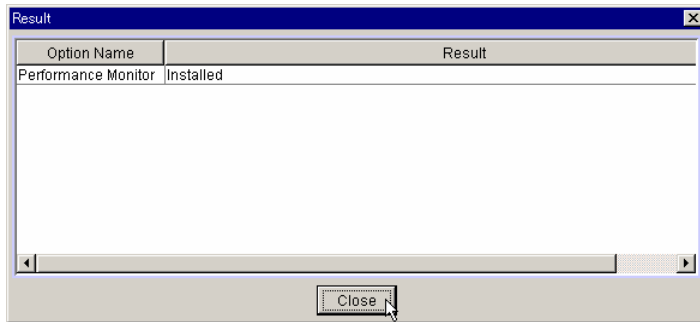 Result
Option Name Result
Performance Monitor Installed
Close